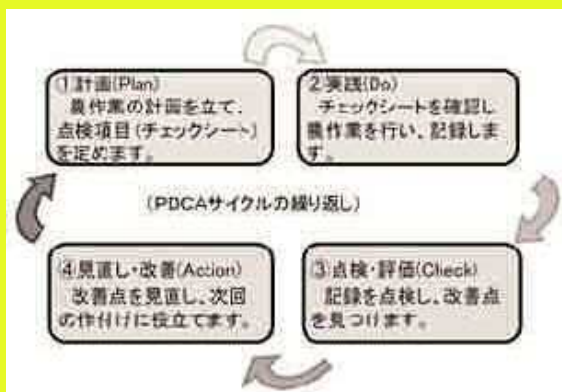 ①計画(Plan)
農作業の計画を立て、
点検項目(チェックシート)
を定めます。
②実践(Do)
チェックシートを確認し
農作業を行い、記録しま
す。
(PDCAサイクルの繰り返し)
④見直し・改善(Action)
改善点を見直し、次回
の作付けに役立てます。
③点検・評価(Check)
記録を点検し、改善点
を見つけます。